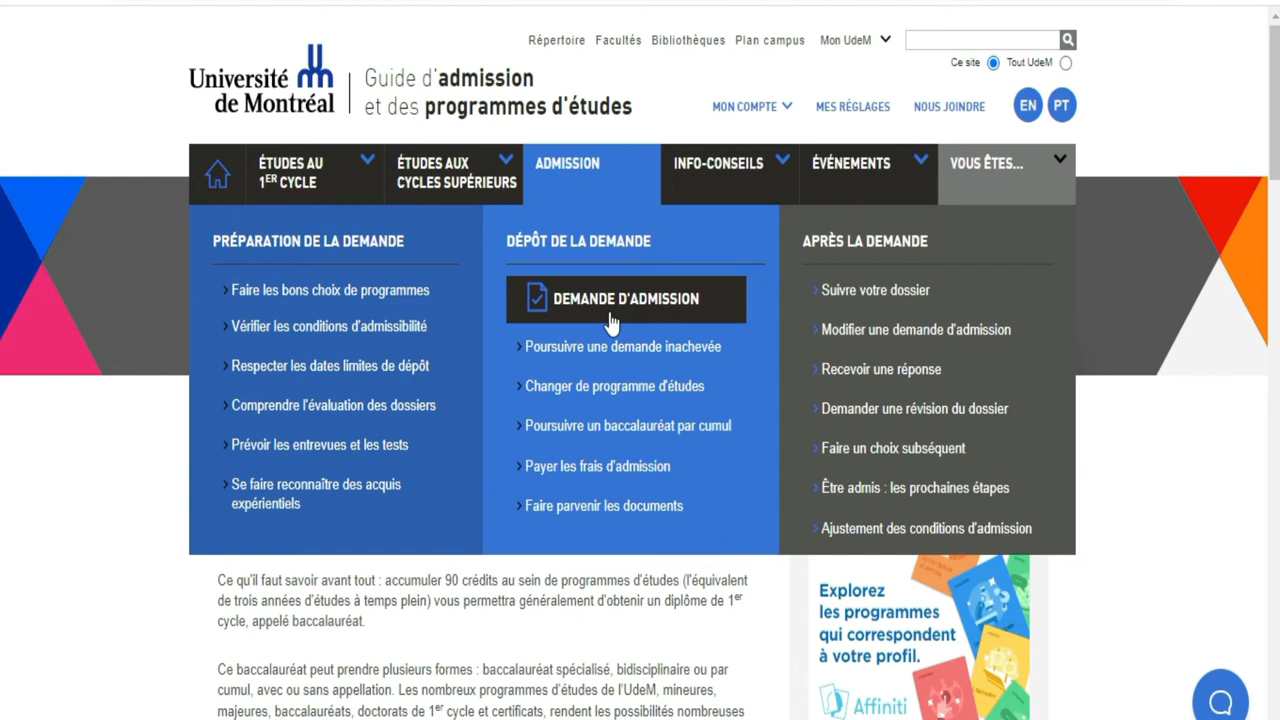 Répertoire Facultés Bibliothèques Plan campus Mon UdeM
Ce site Tout UdeM
Université
de Montréal
Guide d'admission
et des programmes d'études
MON COMPTE MES RÉGLAGES NOUS JOINDRE EN PT
ÉTUDES AU
1ER CYCLE
ÉTUDES AUX
CYCLES SUPÉRIEURS
ADMISSION
INFO-CONSEILS
ÉVÉNEMENTS
VOUS ÊTES...
PRÉPARATION DE LA DEMANDE
Faire les bons choix de programmes
Vérifier les conditions d'admissibilité
Respecter les dates limites de dépôt
Comprendre l'évaluation des dossiers
Prévoir les entrevues et les tests
Se faire reconnaître des acquis
expérientiels
DÉPÔT DE LA DEMANDE
DEMANDE D'ADMISSION
Poursuivre une demande inachevée
Changer de programme d'études
Poursuivre un baccalauréat par cumul
Payer les frais d'admission
Faire parvenir les documents
APRÈS LA DEMANDE
Suivre votre dossier
Modifier une demande d'admission
Recevoir une réponse
Demander une révision du dossier
Faire un choix subséquent
Être admis : les prochaines étapes
Ajustement des conditions d'admission
Ce qu'il faut savoir avant tout : accumuler 90 crédits au sein de programmes d'études (l'équivalent
de trois années d'études à temps plein) vous permettra généralement d'obtenir un diplôme de 1er
cycle, appelé baccalauréat.
Ce baccalauréat peut prendre plusieurs formes : baccalauréat spécialisé, bidisciplinaire ou par
cumul, avec ou sans appellation. Les nombreux programmes d'études de l'UdeM, mineures,
majeures, baccalauréats, doctorats de 1er cycle et certificats, rendent les possibilités nombreuses
Explorez
les programmes
qui correspondent
à votre profil.
Affiniti